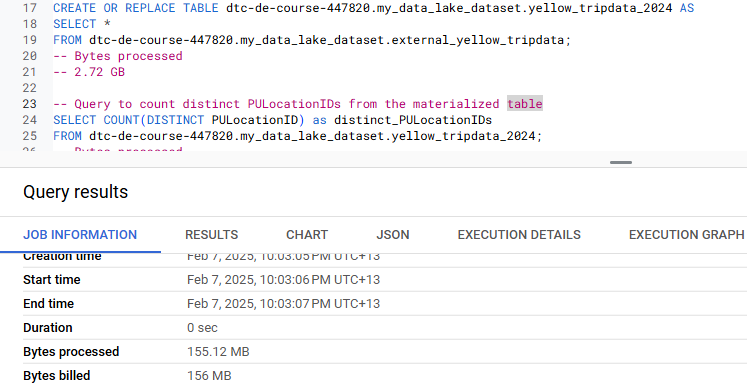 17 CREATE OR REPLACE TABLE dtc-de-course-447820.my_data_lake_dataset.yellow_tripdata_2024 AS
18 SELECT *
19 FROM dtc-de-course-447820.my_data_lake_dataset.external_yellow_tripdata;
20 -- Bytes processed
21 -- 2.72 GB
22
23 -- Query to count distinct PULocationIDs from the materialized table
24 SELECT COUNT(DISTINCT PULocationID) as distinct_PULocationIDs
25 FROM dtc-de-course-447820.my_data_lake_dataset.yellow_tripdata_2024;
26 -- Bytes processed
Query results
JOB INFORMATION RESULTS CHART JSON EXECUTION DETAILS EXECUTION GRAPH
Creation time Feb 7, 2025, 10:03:05 PM UTC+13
Start time Feb 7, 2025, 10:03:06 PM UTC+13
End time Feb 7, 2025, 10:03:07 PM UTC+13
Duration 0 sec
Bytes processed 155.12 MB
Bytes billed 156 MB